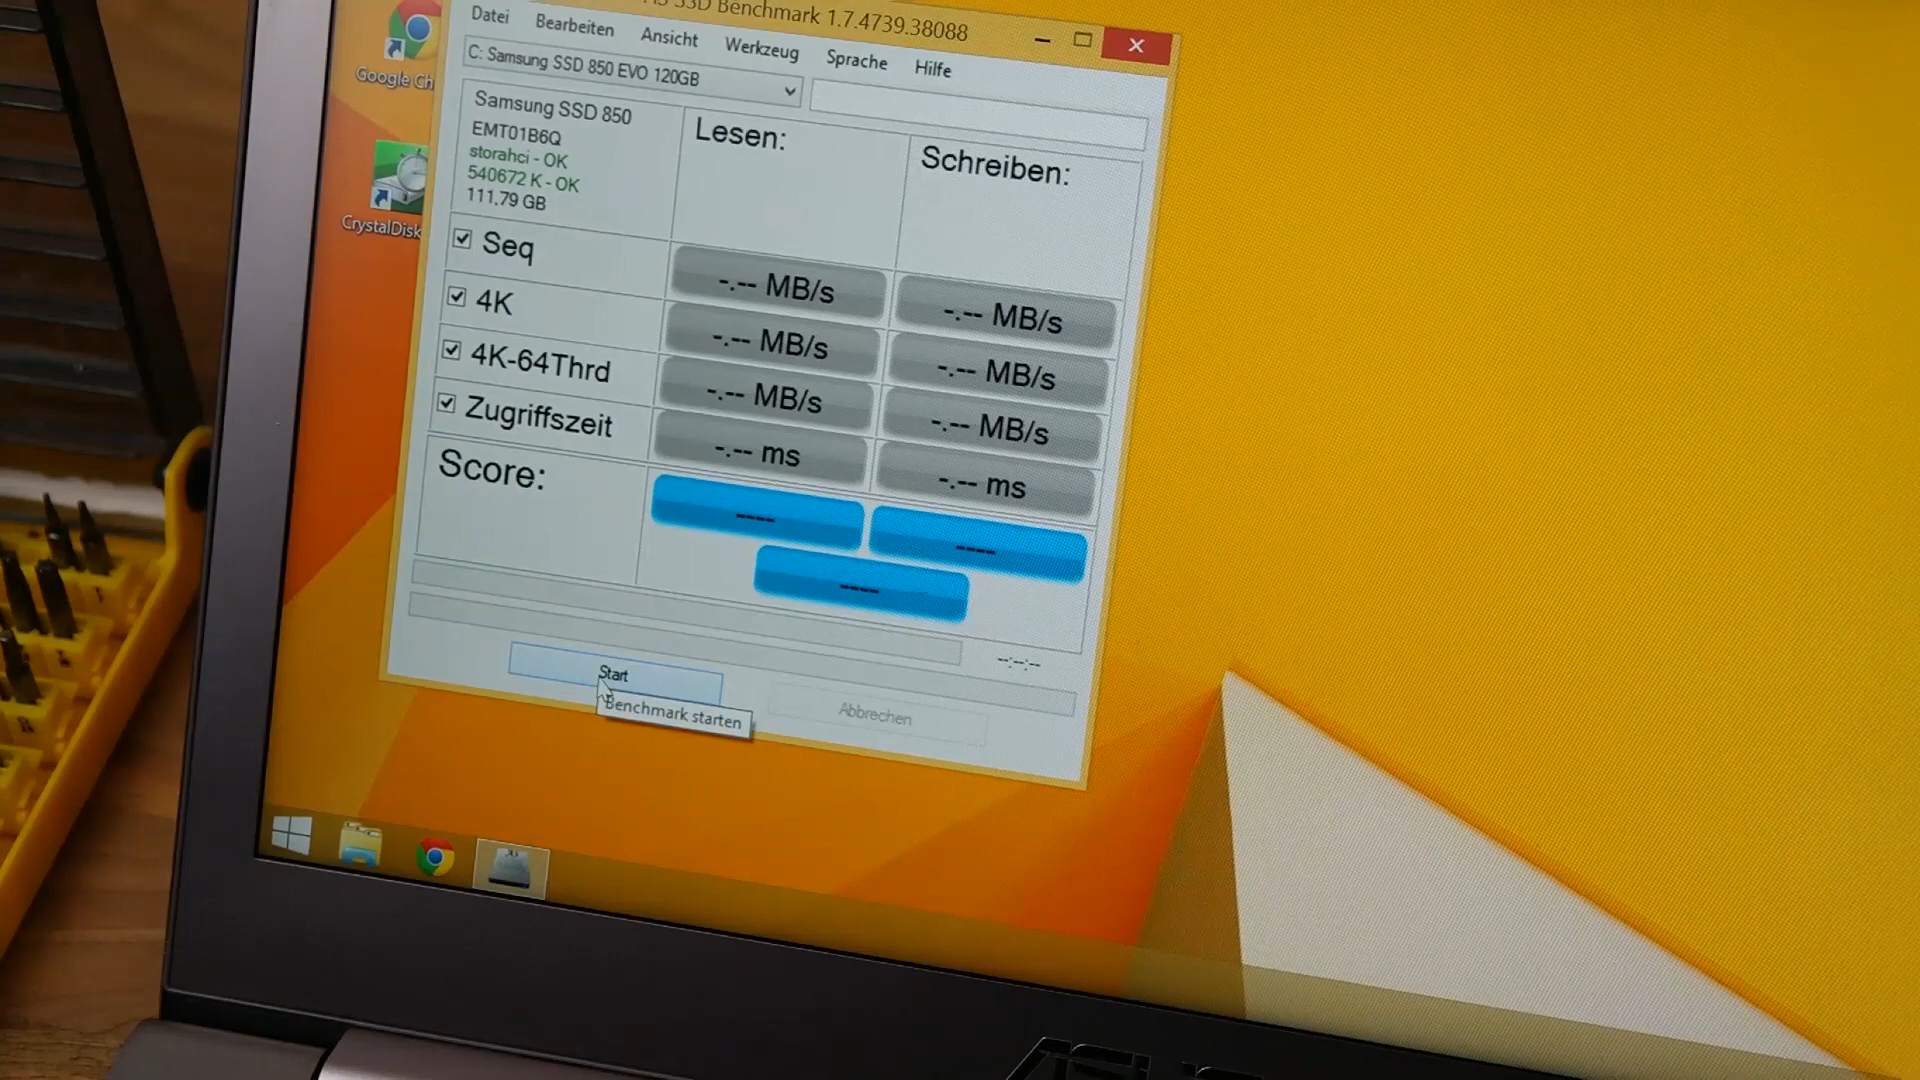 SSD Benchmark 1.7.4739.38088
Datei Bearbeiten Ansicht Werkzeug Sprache Hilfe
C: Samsung SSD 850 EVO 120GB
Samsung SSD 850
EMT01B6Q
storahci - OK
540672 K - OK
111.79 GB
Lesen:
Schreiben:
Seq
-.-- MB/s
-.-- MB/s
4K
-.-- MB/s
-.-- MB/s
4K-64Thrd
-.-- MB/s
-.-- MB/s
Zugriffszeit
-.-- ms
-.-- ms
Score:
----
----
----
--:--:--
Start
Abbrechen
Benchmark starten
Google Ch
CrystalDisk